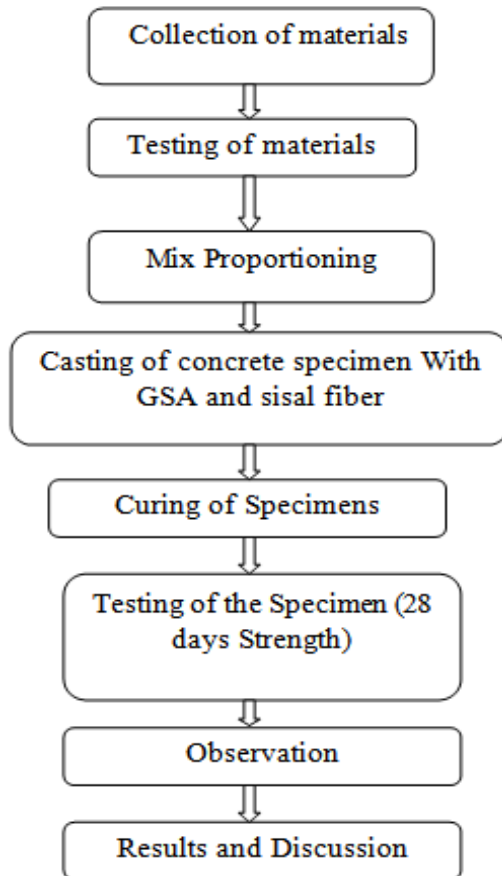 Collection of materials
Testing of materials
Mix Proportioning
Casting of concrete specimen With
GSA and sisal fiber
Curing of Specimens
Testing of the Specimen (28
days Strength)
Observation
Results and Discussion